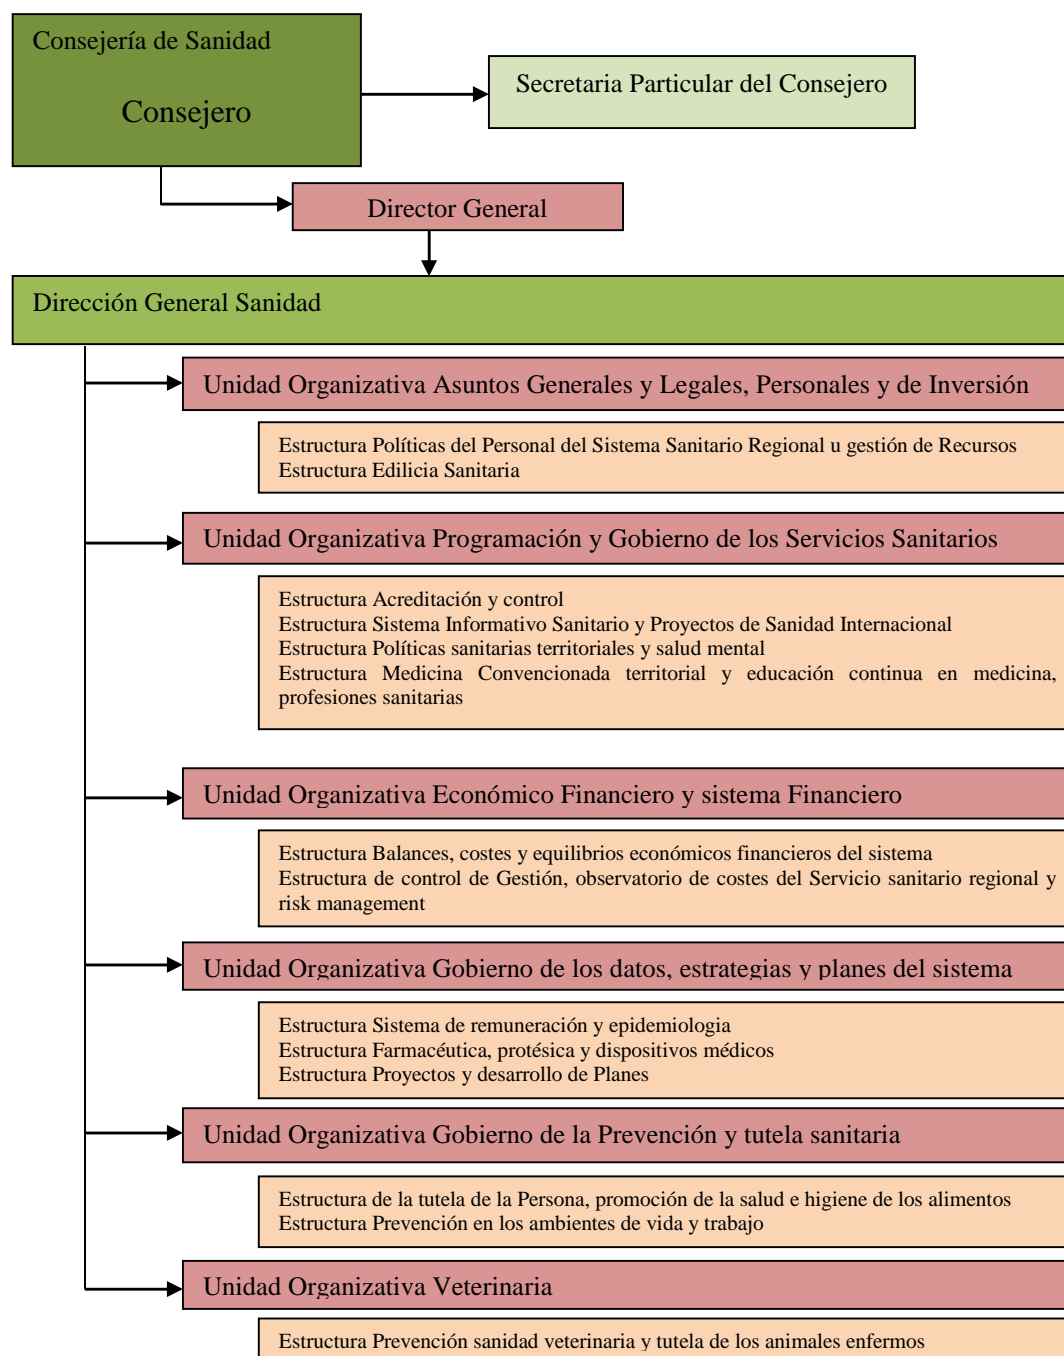 Consejería de Sanidad
Consejero
Secretaria Particular del Consejero
Director General
Dirección General Sanidad
Unidad Organizativa Asuntos Generales y Legales, Personales y de Inversión
Estructura Políticas del Personal del Sistema Sanitario Regional u gestión de Recursos
Estructura Edilicia Sanitaria
Unidad Organizativa Programación y Gobierno de los Servicios Sanitarios
Estructura Acreditación y control
Estructura Sistema Informativo Sanitario y Proyectos de Sanidad Internacional
Estructura Políticas sanitarias territoriales y salud mental
Estructura Medicina Convencionada territorial y educación continua en medicina,
profesiones sanitarias
Unidad Organizativa Económico Financiero y sistema Financiero
Estructura Balances, costes y equilibrios económicos financieros del sistema
Estructura de control de Gestión, observatorio de costes del Servicio sanitario regional y
risk management
Unidad Organizativa Gobierno de los datos, estrategias y planes del sistema
Estructura Sistema de remuneración y epidemiologia
Estructura Farmacéutica, protésica y dispositivos médicos
Estructura Proyectos y desarrollo de Planes
Unidad Organizativa Gobierno de la Prevención y tutela sanitaria
Estructura de la tutela de la Persona, promoción de la salud e higiene de los alimentos
Estructura Prevención en los ambientes de vida y trabajo
Unidad Organizativa Veterinaria
Estructura Prevención sanidad veterinaria y tutela de los animales enfermos